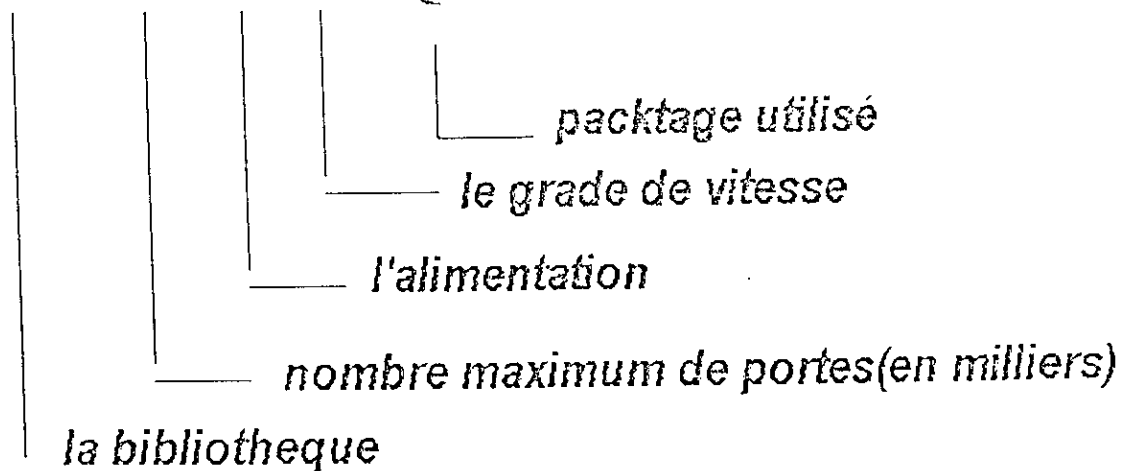 packtage utilisé
le grade de vitesse
l'alimentation
nombre maximum de portes(en milliers)
la bibliotheque